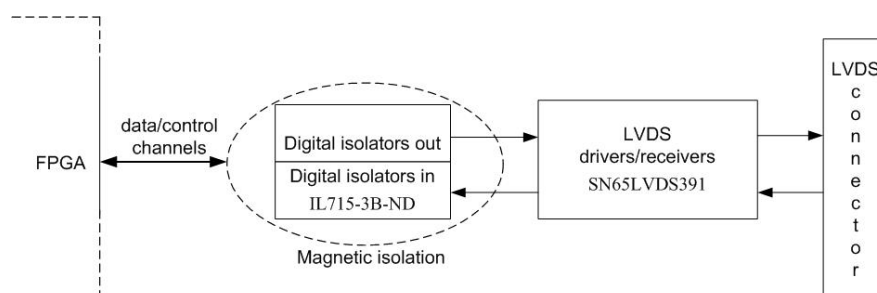 FPGA
data/control
channels
Digital isolators out
Digital isolators in
IL715-3B-ND
Magnetic isolation
LVDS
drivers/receivers
SN65LVDS391
LVDS
c
o
n
n
e
c
t
o
r